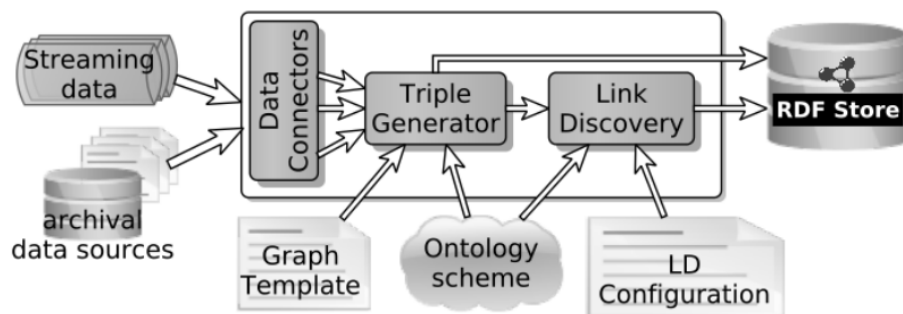 Streaming
data
archival
data sources
Data
Connectors
Triple
Generator
Link
Discovery
RDF Store
Graph
Template
Ontology
scheme
LD
Configuration